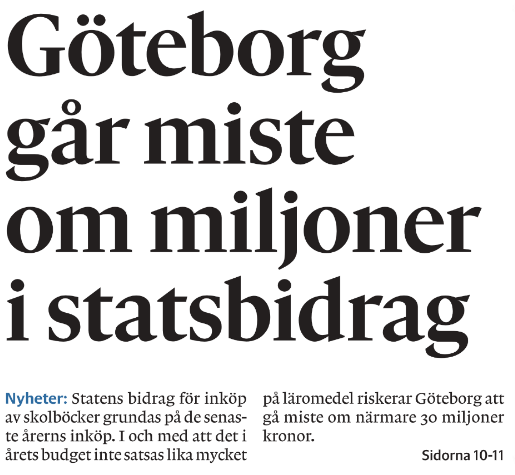 Göteborg
går miste
om miljoner
i statsbidrag
Nyheter: Statens bidrag för inköp
av skolböcker grundas på de senas-
te årerns inköp. I och med att det i
årets budget inte satsas lika mycket
på läromedel riskerar Göteborg att
gå miste om närmare 30 miljoner
kronor.
Sidorna 10-11